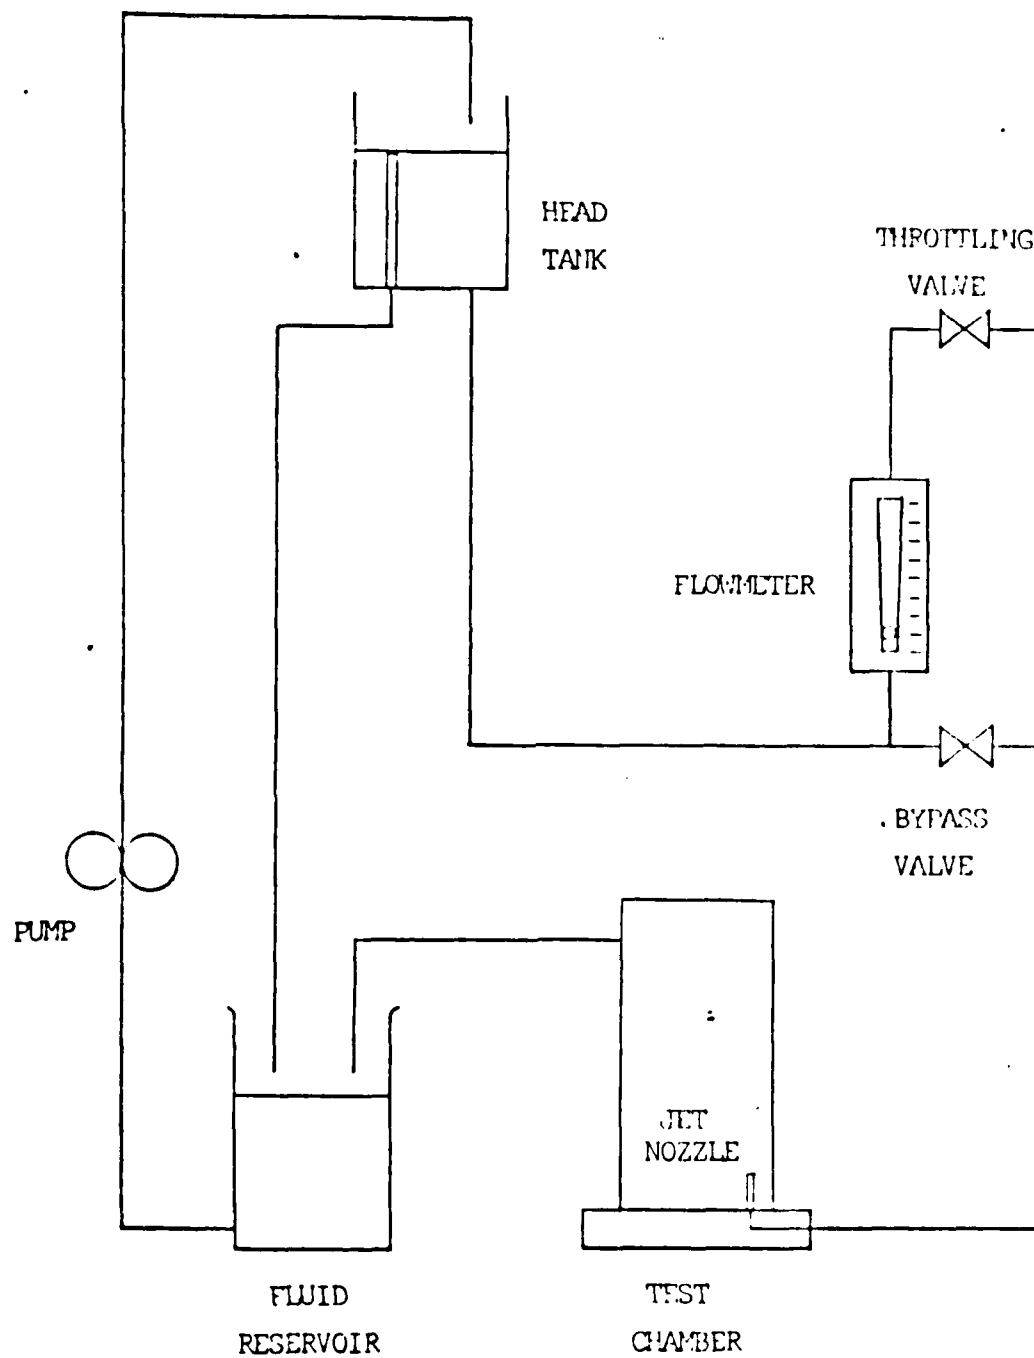 HEAD
TANK
THROTTLING
VALVE
FLOWMETER
BYPASS
VALVE
PUMP
JET
NOZZLE
FLUID
RESERVOIR
TEST
CHAMBER